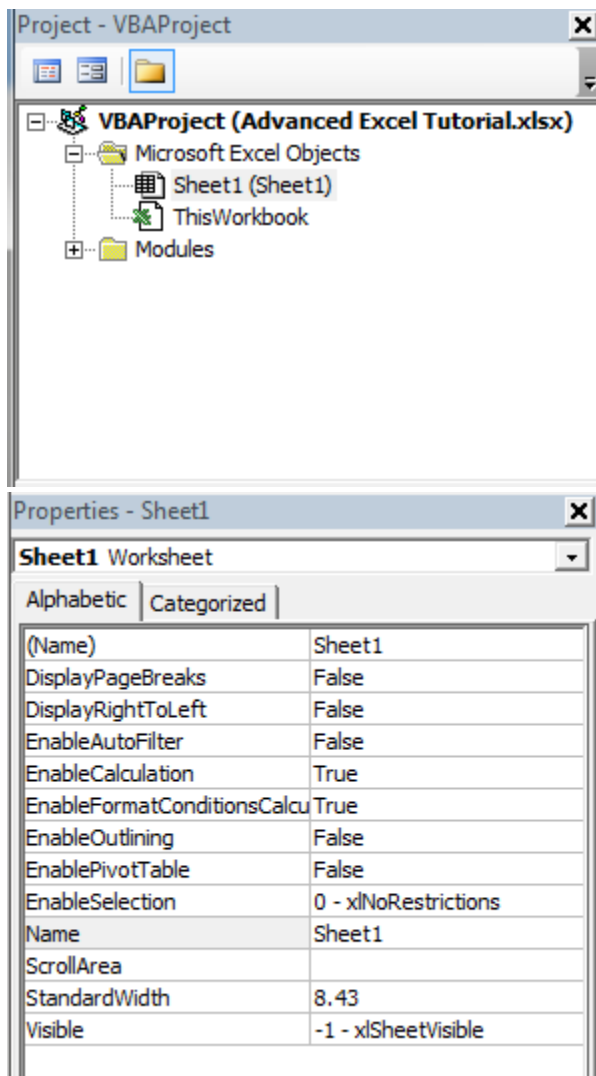 Project - VBAProject
VBAProject (Advanced Excel Tutorial.xlsx)
Microsoft Excel Objects
Sheet1 (Sheet1)
ThisWorkbook
Modules
Properties - Sheet1
Sheet1 Worksheet
Alphabetic Categorized
(Name) Sheet1
DisplayPageBreaks False
DisplayRightToLeft False
EnableAutoFilter False
EnableCalculation True
EnableFormatConditionsCalcu True
EnableOutlining False
EnablePivotTable False
EnableSelection 0 - xlNoRestrictions
Name Sheet1
ScrollArea
StandardWidth 8.43
Visible -1 - xlSheetVisible